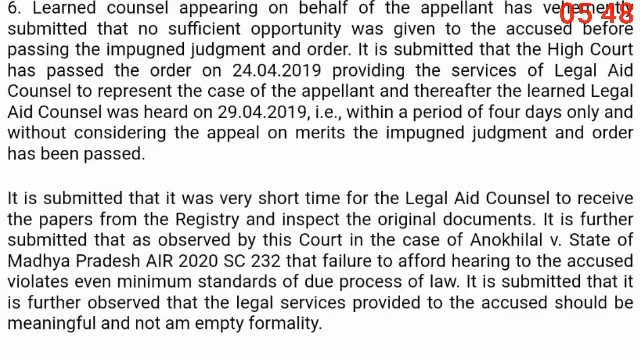 6. Learned counsel appearing on behalf of the appellant has vehemently
05 48
submitted that no sufficient opportunity was given to the accused before
passing the impugned judgment and order. It is submitted that the High Court
has passed the order on 24.04.2019 providing the services of Legal Aid
Counsel to represent the case of the appellant and thereafter the learned Legal
Aid Counsel was heard on 29.04.2019, i.e., within a period of four days only and
without considering the appeal on merits the impugned judgment and order
has been passed.
It is submitted that it was very short time for the Legal Aid Counsel to receive
the papers from the Registry and inspect the original documents. It is further
submitted that as observed by this Court in the case of Anokhilal v. State of
Madhya Pradesh AIR 2020 SC 232 that failure to afford hearing to the accused
violates even minimum standards of due process of law. It is submitted that it
is further observed that the legal services provided to the accused should be
meaningful and not am empty formality.